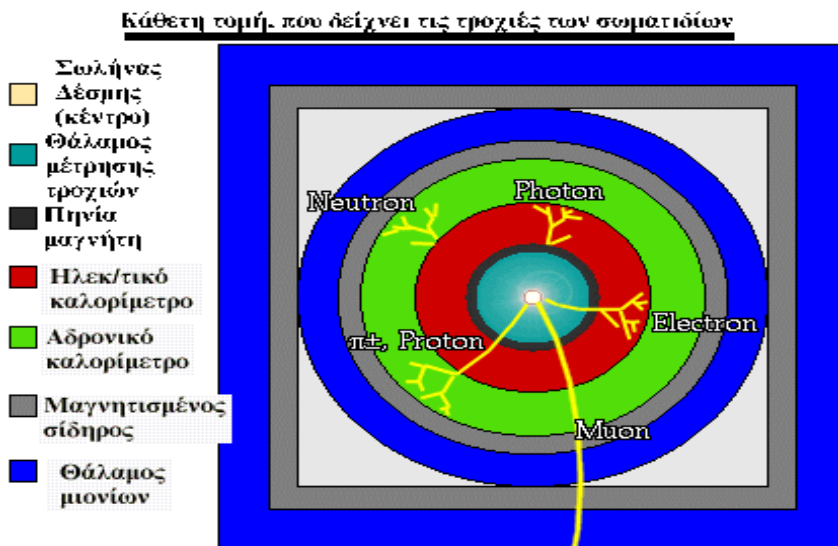 Κάθετη τομή, που δείχνει τις τροχιές των σωματιδίων
Σωλήνας
Δέσμης
(κέντρο)
Θάλαμος
μέτρησης
τροχιών
Πηνία
μαγνήτη
Ηλεκ/τικό
καλορίμετρο
Αδρονικό
καλορίμετρο
Μαγνητισμένος
σίδηρος
Θάλαμος
μιονίων
Neutron
Photon
Electron
π±, Proton
Muon